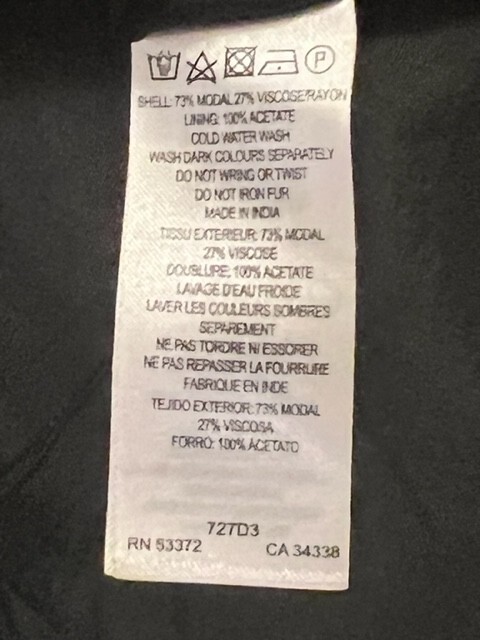 P
SHELL: 73% MODAL 27% VISCOSE/RAYON
LINING: 100% ACETATE
COLD WATER WASH
WASH DARK COLOURS SEPARATELY
DO NOT WRING OR TWIST
DO NOT IRON FUR
MADE IN INDIA
TISSU EXTERIEUR: 73% MODAL
27% VISCOSE
DOUBLURE: 100% ACETATE
LAVAGE D'EAU FROIDE
LAVER LES COULEURS SOMBRES
SEPAREMENT
NE PAS TORDRE NI ESSORER
NE PAS REPASSER LA FOURRURE
FABRIQUE EN INDE
TEJIDO EXTERIOR: 73% MODAL
27% VISCOSA
FORRO: 100% ACETATO
727D3
RN 53372 CA 34338